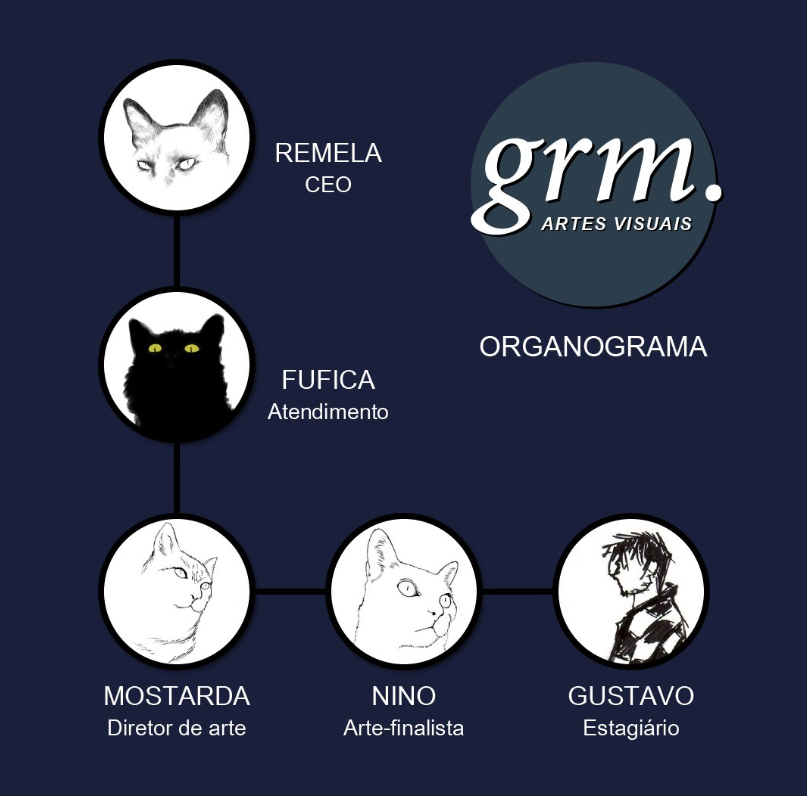 grm.
ARTES VISUAIS
ORGANOGRAMA
REMELA
CEO
FUFICA
Atendimento
MOSTARDA
Diretor de arte
NINO
Arte-finalista
GUSTAVO
Estagiário